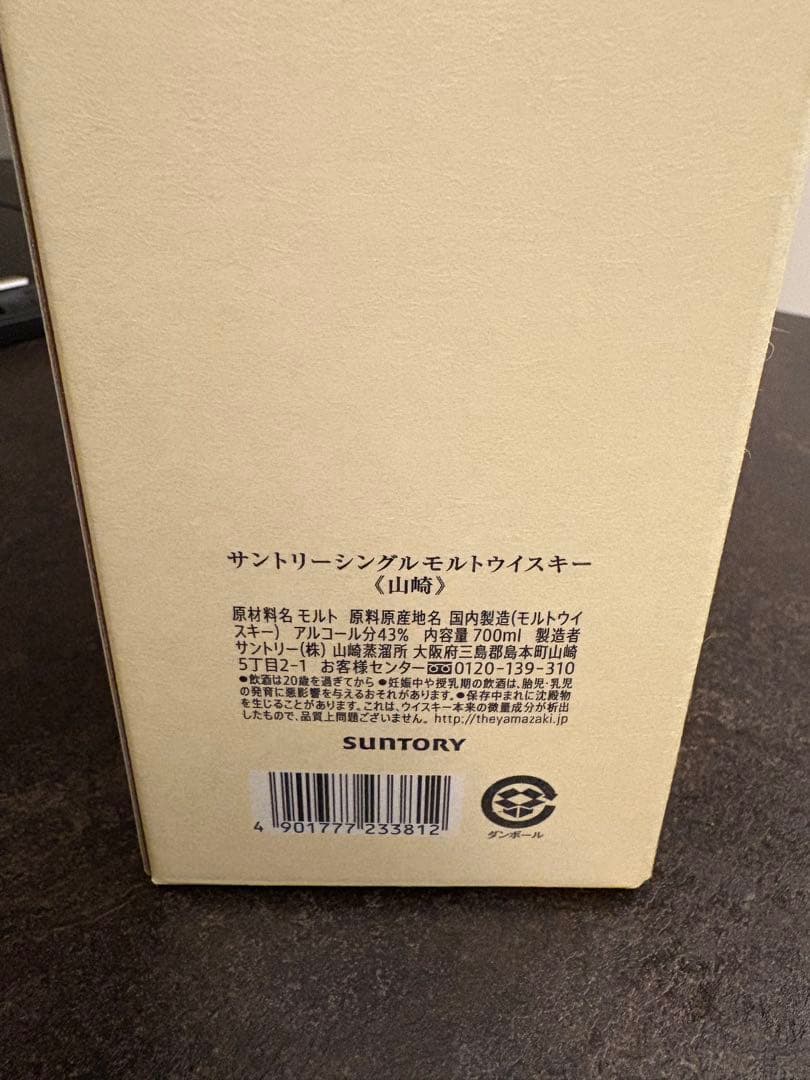 サントリーシングルモルトウイスキー
《山崎》
原材料名 モルト 原料原産地名 国内製造(モルトウイ
スキー) アルコール分43% 内容量 700ml 製造者
サントリー(株) 山崎蒸溜所 大阪府三島郡島本町山崎
5丁目2-1 お客様センター 0120-139-310
●飲酒は20歳を過ぎてから ●妊娠中や授乳期の飲酒は、胎児・乳児
の発育に悪影響を与えるおそれがあります。●保存中まれに沈殿物
を生じることがあります。これは、ウイスキー本来の微量成分が析出
したもので、品質上問題ございません。http://theyamazaki.jp
SUNTORY
4 901777 233812
ダンボール